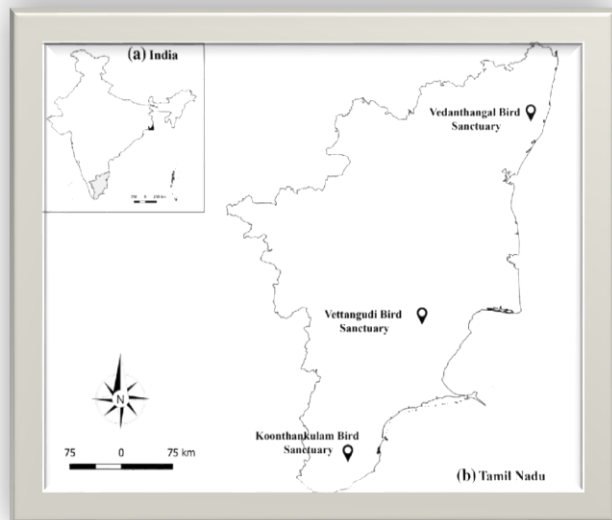 (a) India
Vedanthangal Bird
Sanctuary
Vettangudi Bird
Sanctuary
N
Koonthankulam Bird
Sanctuary
75 0 75 km
(b) Tamil Nadu